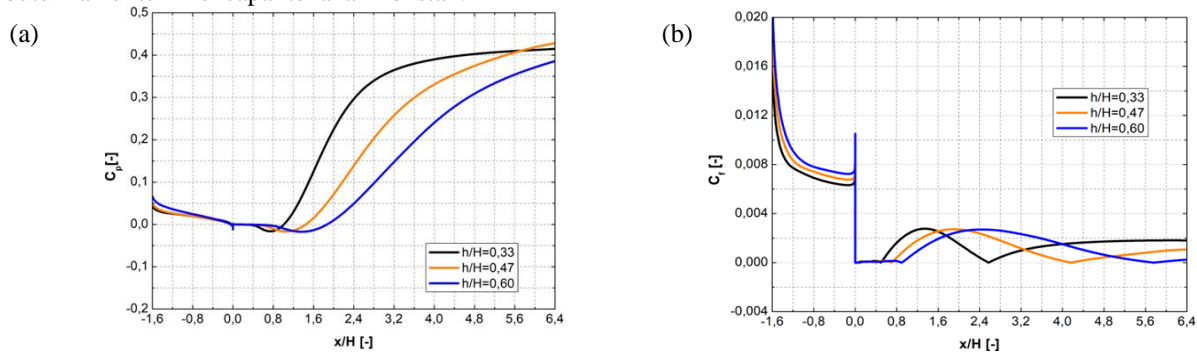 (a)
0,5
0,4
0,3
0,2
0,1
0,0
-0,1
-0,2
Cp[-]
h/H=0,33
h/H=0,47
h/H=0,60
-1,6 -0,8 0,0 0,8 1,6 2,4 3,2 4,0 4,8 5,6 6,4
x/H [-]
(b)
0,020
0,016
0,012
0,008
0,004
0,000
-0,004
Cf [-]
h/H=0,33
h/H=0,47
h/H=0,60
-1,6 -0,8 0,0 0,8 1,6 2,4 3,2 4,0 4,8 5,6 6,4
x/H [-]